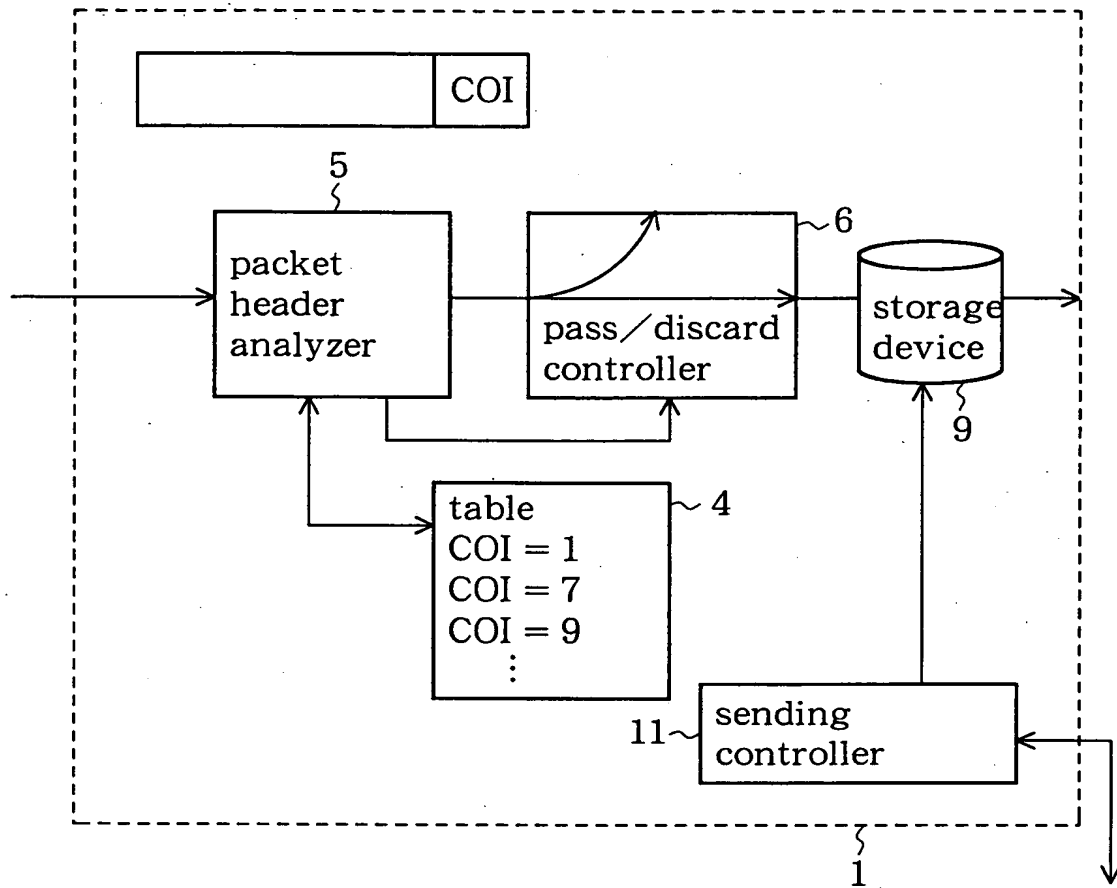 COI
5
packet
header
analyzer
6
pass/discard
controller
storage
device
9
table
COI = 1
COI = 7
COI = 9
⋮
4
11
sending
controller
1